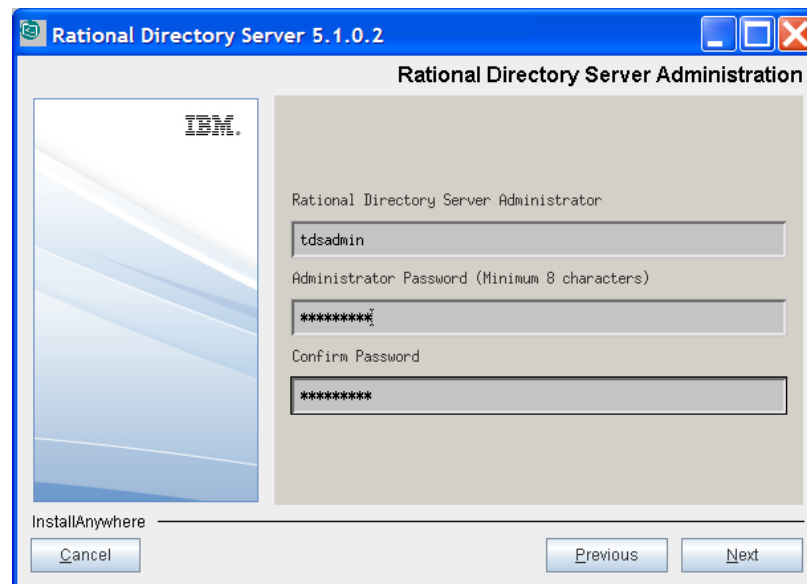 Rational Directory Server 5.1.0.2
Rational Directory Server Administration
IBM.
Rational Directory Server Administrator
tdsadmin
Administrator Password (Minimum 8 characters)
*********
Confirm Password
*********
InstallAnywhere
Cancel
Previous
Next